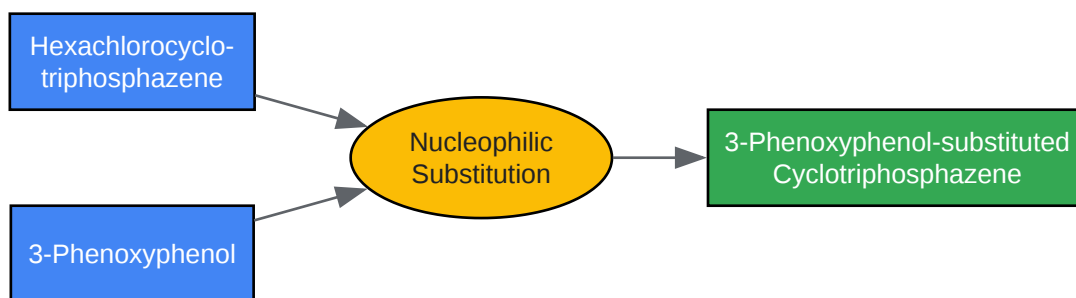 Hexachlorocyclo-
triphosphazene
3-Phenoxyphenol
Nucleophilic
Substitution
3-Phenoxyphenol-substituted
Cyclotriphosphazene